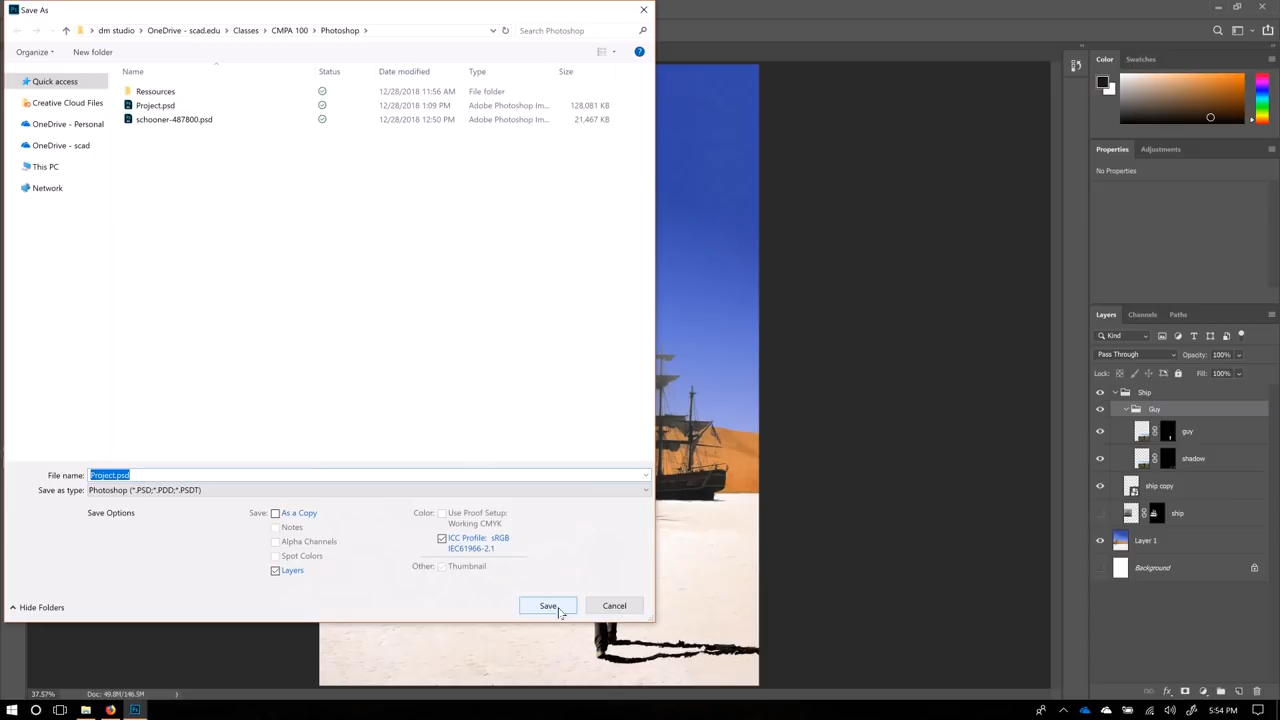 Save As
dm studio > OneDrive - scad.edu > Classes > CMPA 100 > Photoshop >
Search Photoshop
Organize
New folder
Name Status Date modified Type Size
Quick access
Creative Cloud Files
OneDrive - Personal
OneDrive - scad
This PC
Network
Ressources 12/28/2018 11:56 AM File folder
Project.psd 12/28/2018 1:09 PM Adobe Photoshop Im... 128,081 KB
schooner-487800.psd 12/28/2018 12:50 PM Adobe Photoshop Im... 21,467 KB
File name: Project.psd
Save as type: Photoshop (*.PSD;*.PDD;*.PSDT)
Save Options
Save: As a Copy
Notes
Alpha Channels
Spot Colors
Layers
Color: Use Proof Setup:
Working CMYK
ICC Profile: sRGB
IEC61966-2.1
Other: Thumbnail
Hide Folders
Save
Cancel
Color Swatches
Properties Adjustments
No Properties
Layers Channels Paths
Kind
Pass Through Opacity: 100%
Lock: Fill: 100%
Ship
Guy
guy
shadow
ship copy
ship
Layer 1
Background
37.57% Doc: 49.8M/146.5M
Ps
5:54 PM